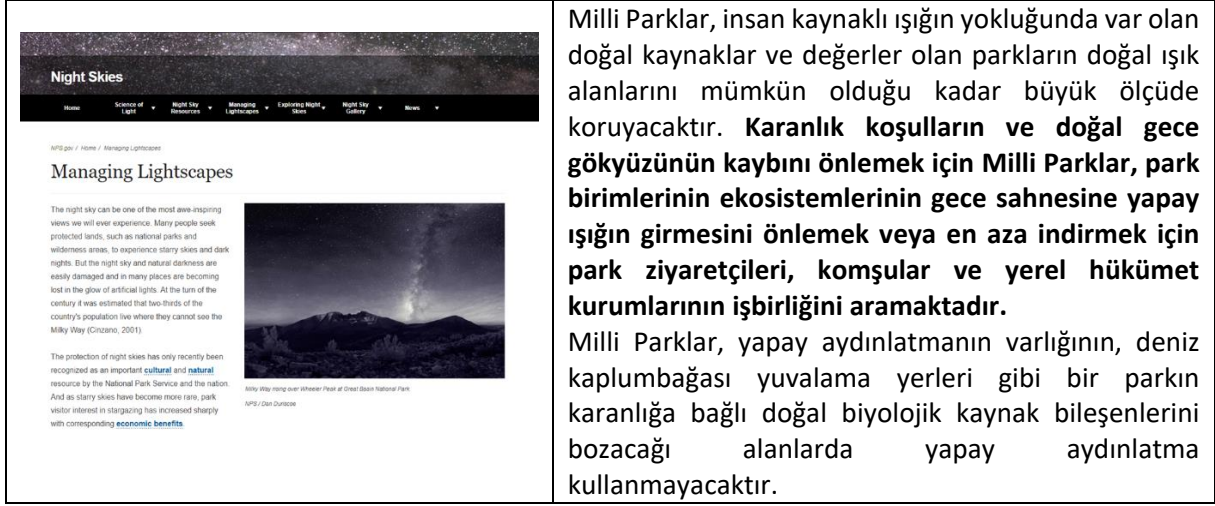 Night Skies
Home
Science of Light
Night Sky Resources
Managing Lightscapes
Exploring Night Skies
Night Sky Gallery
News
NPS.gov / Home / Managing Lightscapes
Managing Lightscapes
The night sky can be one of the most awe-inspiring
views we will ever experience. Many people seek
protected lands, such as national parks and
wilderness areas, to experience starry skies and dark
nights. But the night sky and natural darkness are
easily damaged and in many places are becoming
lost in the glow of artificial lights. At the turn of the
century it was estimated that two-thirds of the
country's population live where they cannot see the
Milky Way (Cinzano, 2001).
The protection of night skies has only recently been
recognized as an important cultural and natural
resource by the National Park Service and the nation.
And as starry skies have become more rare, park
visitor interest in stargazing has increased sharply
with corresponding economic benefits.
Milky Way rising over Wheeler Peak at Great Basin National Park.
NPS / Dan Duriscoe
Milli Parklar, insan kaynaklı ışığın yokluğunda var olan
doğal kaynaklar ve değerler olan parkların doğal ışık
alanlarını mümkün olduğu kadar büyük ölçüde
koruyacaktır. Karanlık koşulların ve doğal gece
gökyüzünün kaybını önlemek için Milli Parklar, park
birimlerinin ekosistemlerinin gece sahnesine yapay
ışığın girmesini önlemek veya en aza indirmek için
park ziyaretçileri, komşular ve yerel hükümet
kurumlarının işbirliğini aramaktadır.
Milli Parklar, yapay aydınlatmanın varlığının, deniz
kaplumbağası yuvalama yerleri gibi bir parkın
karanlığa bağlı doğal biyolojik kaynak bileşenlerini
bozacağı alanlarda yapay aydınlatma
kullanmayacaktır.